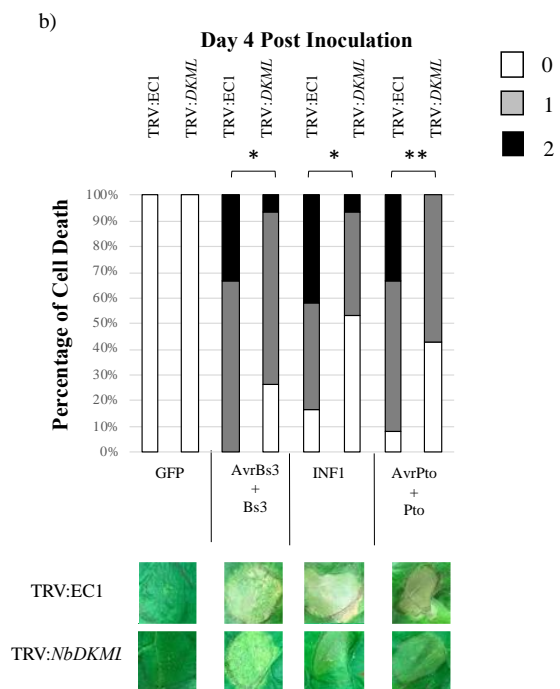 b)
Day 4 Post Inoculation
TRV:EC1
TRV:DKML
TRV:EC1
TRV:DKML
TRV:EC1
TRV:DKML
TRV:EC1
TRV:DKML
0
1
2
*
*
**
Percentage of Cell Death
100%
90%
80%
70%
60%
50%
40%
30%
20%
10%
0%
GFP
AvrBs3
+
Bs3
INF1
AvrPto
+
Pto
TRV:EC1
TRV:NbDKML